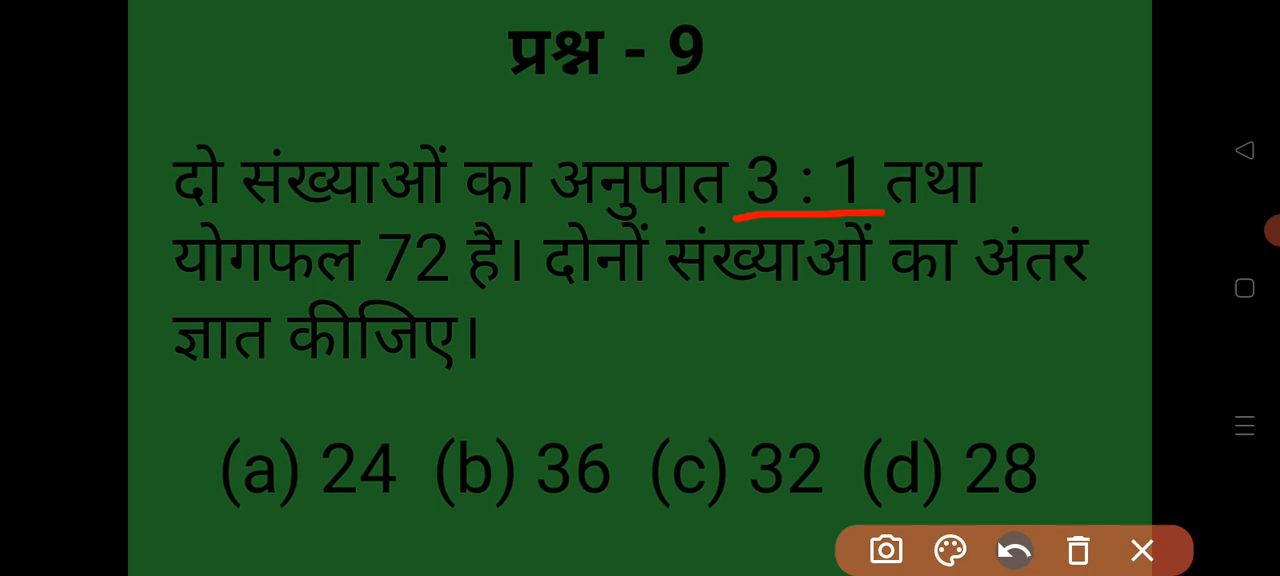 प्रश्न - 9
दो संख्याओं का अनुपात 3 : 1 तथा
योगफल 72 है। दोनों संख्याओं का अंतर
ज्ञात कीजिए।
(a) 24 (b) 36 (c) 32 (d) 28